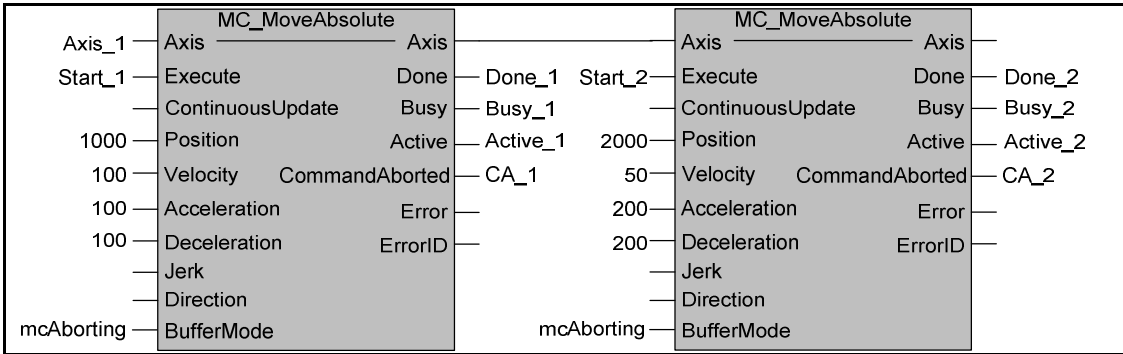 MC_MoveAbsolute MC_MoveAbsolute
Axis_1 Axis Axis Axis Axis
Start_1 Execute Done Done_1 Start_2 Execute Done Done_2
ContinuousUpdate Busy Busy_1 ContinuousUpdate Busy Busy_2
1000 Position Active Active_1 2000 Position Active Active_2
100 Velocity CommandAborted CA_1 50 Velocity CommandAborted CA_2
100 Acceleration Error 200 Acceleration Error
100 Deceleration ErrorID 200 Deceleration ErrorID
Jerk Jerk
Direction Direction
mcAborting BufferMode mcAborting BufferMode